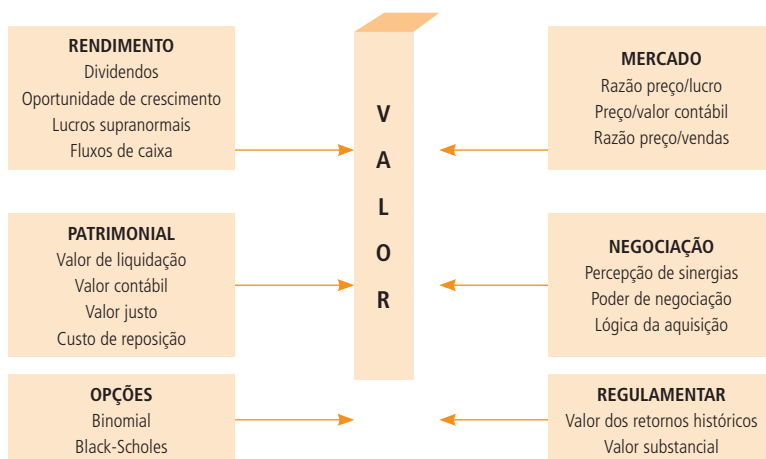 RENDIMENTO
Dividendos
Oportunidade de crescimento
Lucros supranormais
Fluxos de caixa
PATRIMONIAL
Valor de liquidação
Valor contábil
Valor justo
Custo de reposição
OPÇÕES
Binomial
Black-Scholes
V
A
L
O
R
MERCADO
Razão preço/lucro
Preço/valor contábil
Razão preço/vendas
NEGOCIAÇÃO
Percepção de sinergias
Poder de negociação
Lógica da aquisição
REGULAMENTAR
Valor dos retornos históricos
Valor substancial